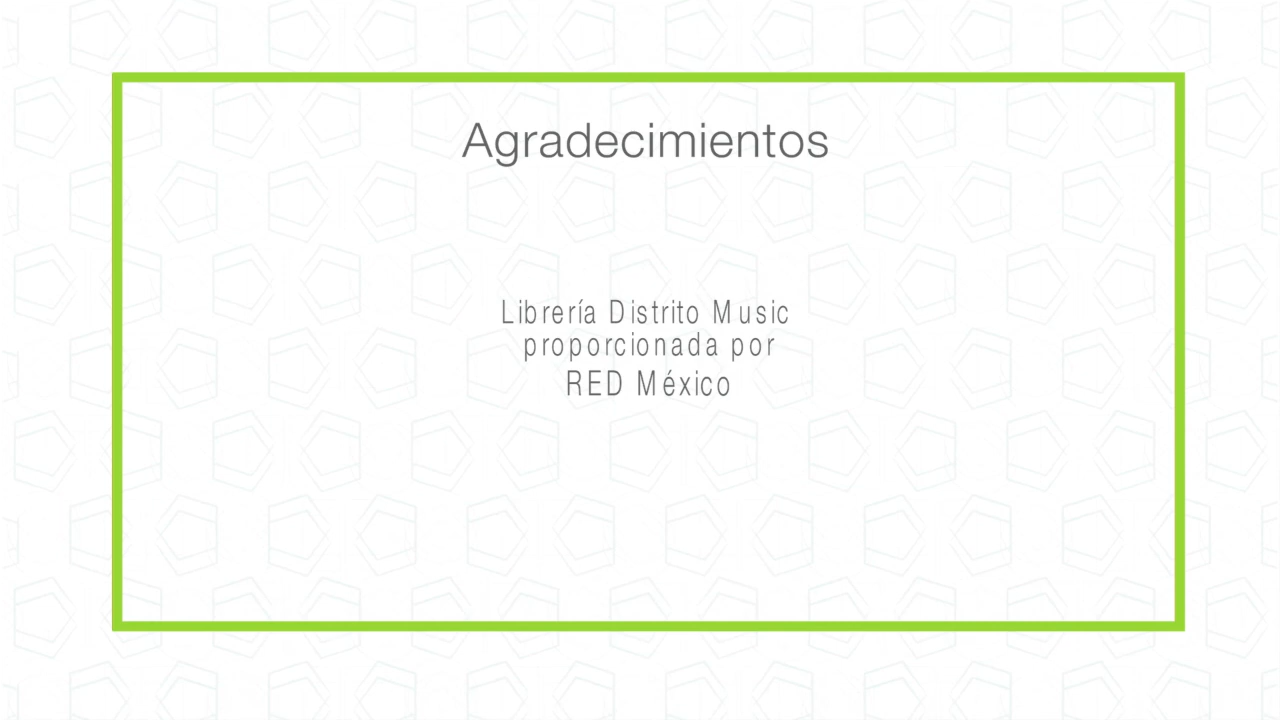 Agradecimientos
Librería Distrito Music
proporcionada por
RED México